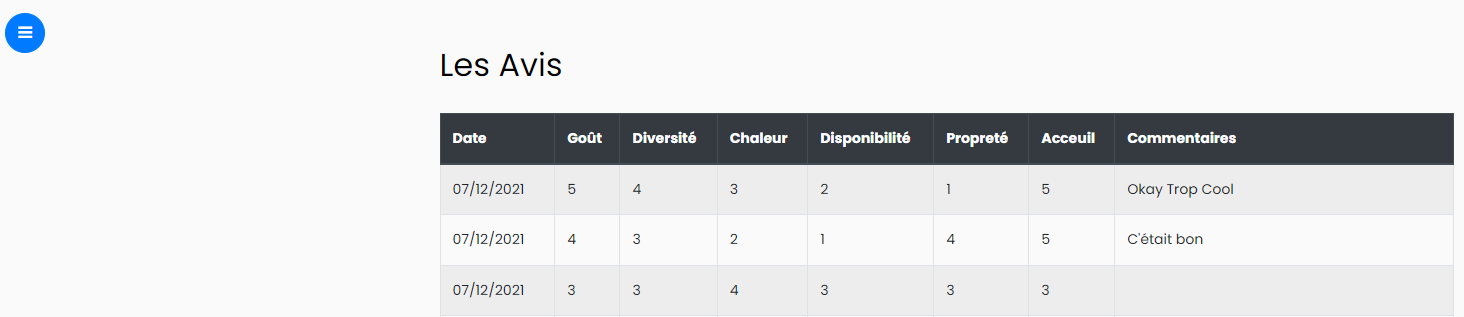 Les Avis
Date Goût Diversité Chaleur Disponibilité Propreté Acceuil Commentaires
07/12/2021 5 4 3 2 1 5 Okay Trop Cool
07/12/2021 4 3 2 1 4 5 C'était bon
07/12/2021 3 3 4 3 3 3